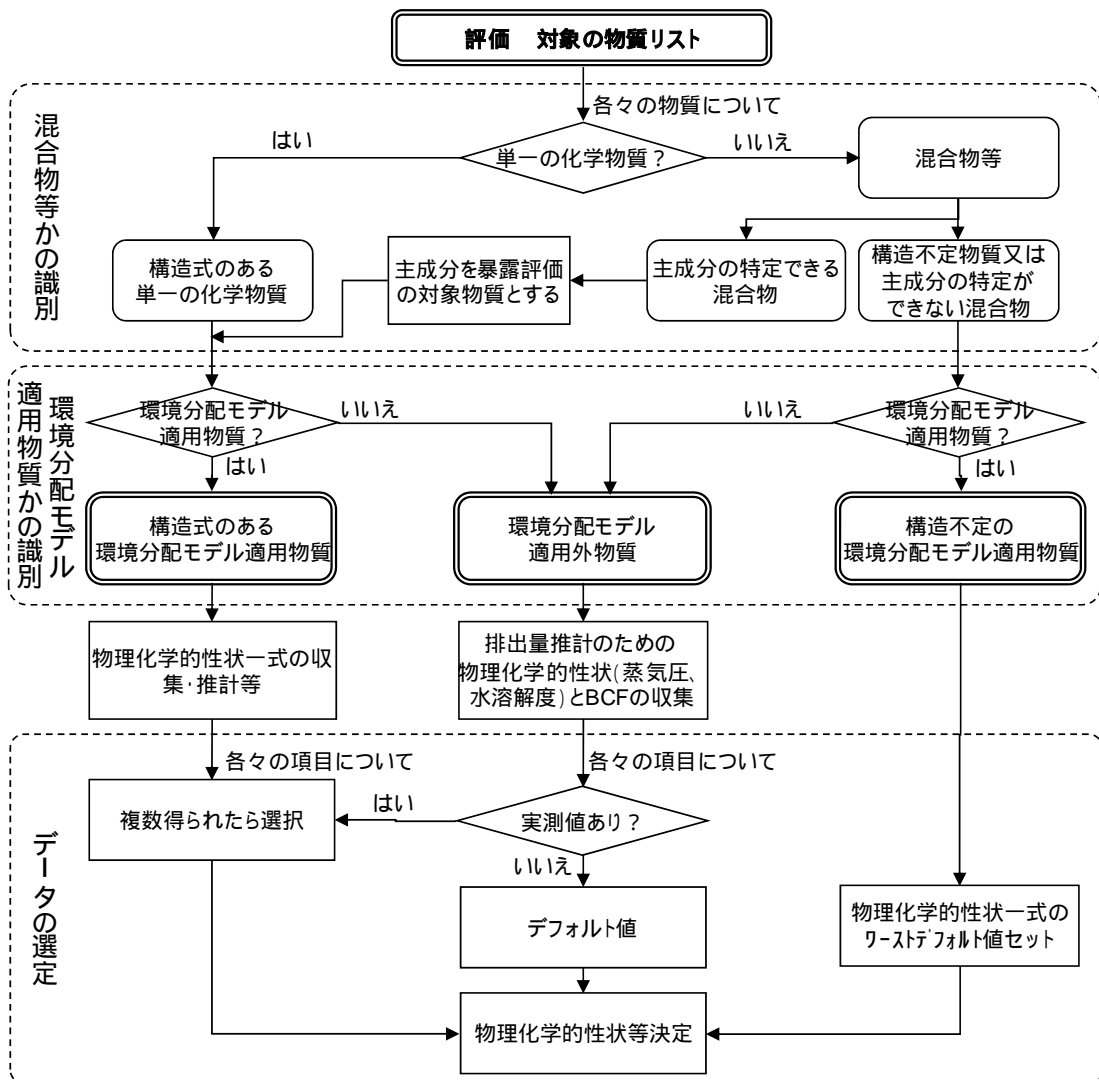 評価 対象の物質リスト
混合物等かの識別
各々の物質について
はい
単一の化学物質？
いいえ
混合物等
構造式のある
単一の化学物質
主成分を暴露評価
の対象物質とする
主成分の特定できる
混合物
構造不定物質又は
主成分の特定が
できない混合物
環境分配モデル
適用物質かの識別
環境分配モデル
適用物質？
いいえ
はい
いいえ
環境分配モデル
適用物質？
はい
構造式のある
環境分配モデル適用物質
環境分配モデル
適用外物質
構造不定の
環境分配モデル適用物質
物理化学的性状一式の収
集・推計等
排出量推計のための
物理化学的性状(蒸気圧、
水溶解度)とBCFの収集
データの選定
各々の項目について
各々の項目について
複数得られたら選択
はい
実測値あり？
いいえ
デフォルト値
物理化学的性状一式の
ﾜｰｽﾄﾃﾞﾌｫﾙﾄ値セット
物理化学的性状等決定